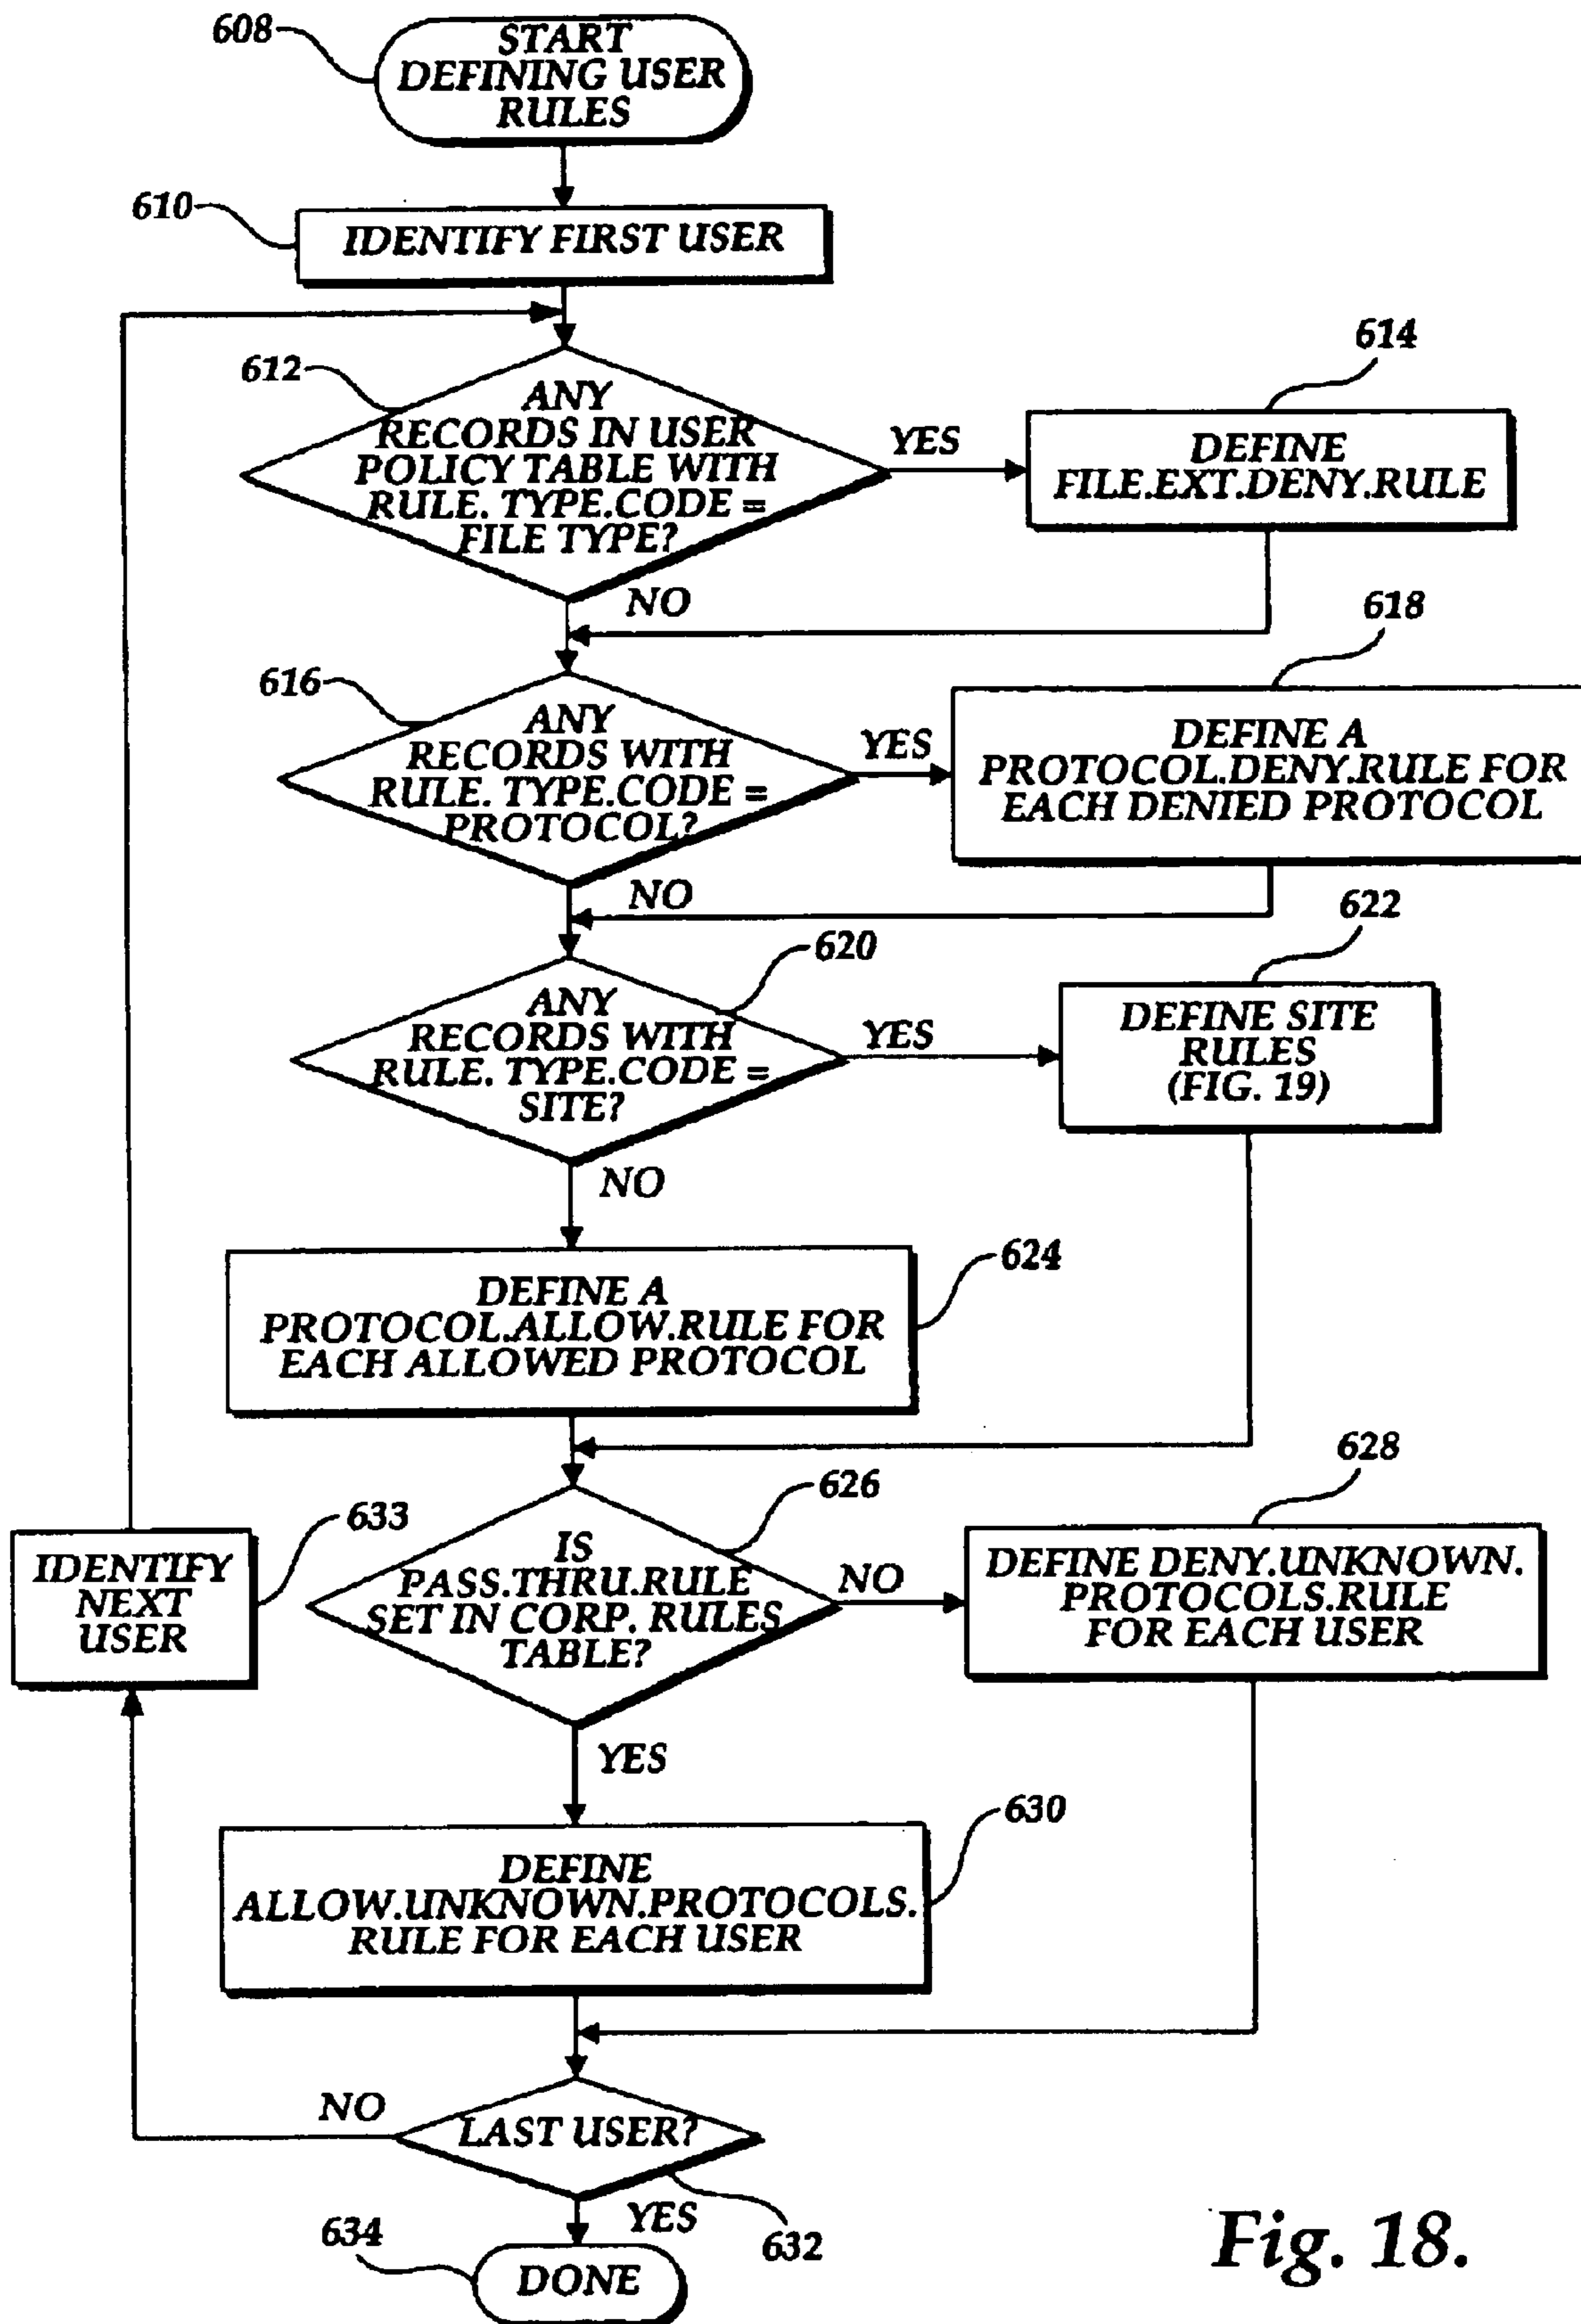 608
START
DEFINING USER
RULES
610
IDENTIFY FIRST USER
612
ANY
RECORDS IN USER
POLICY TABLE WITH
RULE. TYPE.CODE =
FILE TYPE?
YES
614
DEFINE
FILE.EXT.DENY.RULE
NO
616
ANY
RECORDS WITH
RULE. TYPE.CODE =
PROTOCOL?
YES
618
DEFINE A
PROTOCOL.DENY.RULE FOR
EACH DENIED PROTOCOL
NO
620
ANY
RECORDS WITH
RULE. TYPE.CODE =
SITE?
YES
622
DEFINE SITE
RULES
(FIG. 19)
NO
624
DEFINE A
PROTOCOL.ALLOW.RULE FOR
EACH ALLOWED PROTOCOL
626
IS
PASS.THRU.RULE
SET IN CORP. RULES
TABLE?
NO
628
DEFINE DENY.UNKNOWN.
PROTOCOLS.RULE
FOR EACH USER
633
IDENTIFY
NEXT
USER
YES
630
DEFINE
ALLOW.UNKNOWN.PROTOCOLS.
RULE FOR EACH USER
NO
LAST USER?
632
YES
634
DONE
Fig. 18.